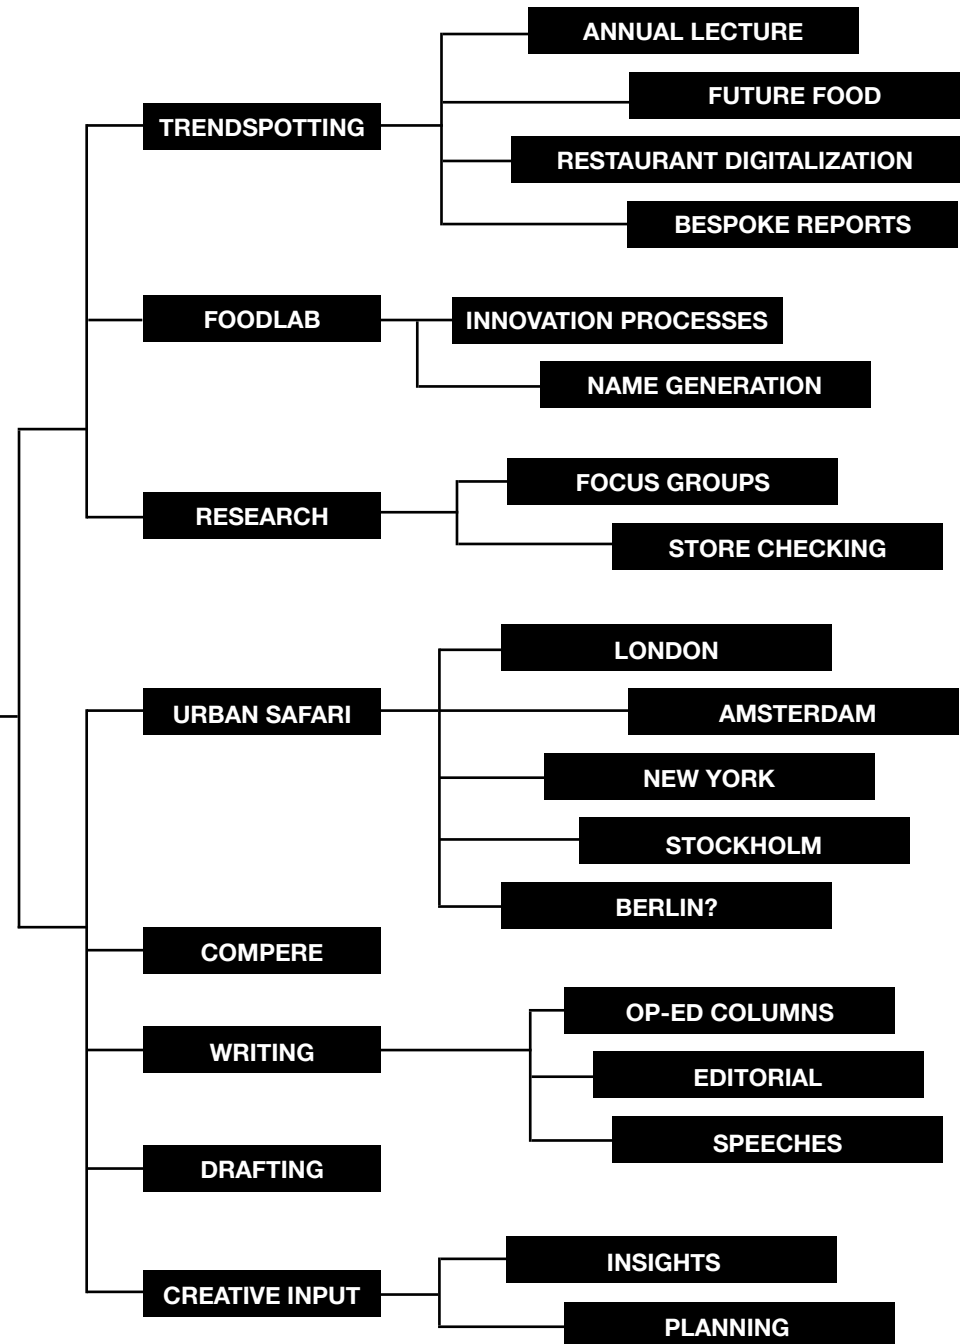 ANNUAL LECTURE
FUTURE FOOD
TRENDSPOTTING
RESTAURANT DIGITALIZATION
BESPOKE REPORTS
FOODLAB
INNOVATION PROCESSES
NAME GENERATION
FOCUS GROUPS
RESEARCH
STORE CHECKING
LONDON
URBAN SAFARI
AMSTERDAM
NEW YORK
STOCKHOLM
BERLIN?
COMPERE
OP-ED COLUMNS
WRITING
EDITORIAL
SPEECHES
DRAFTING
INSIGHTS
CREATIVE INPUT
PLANNING